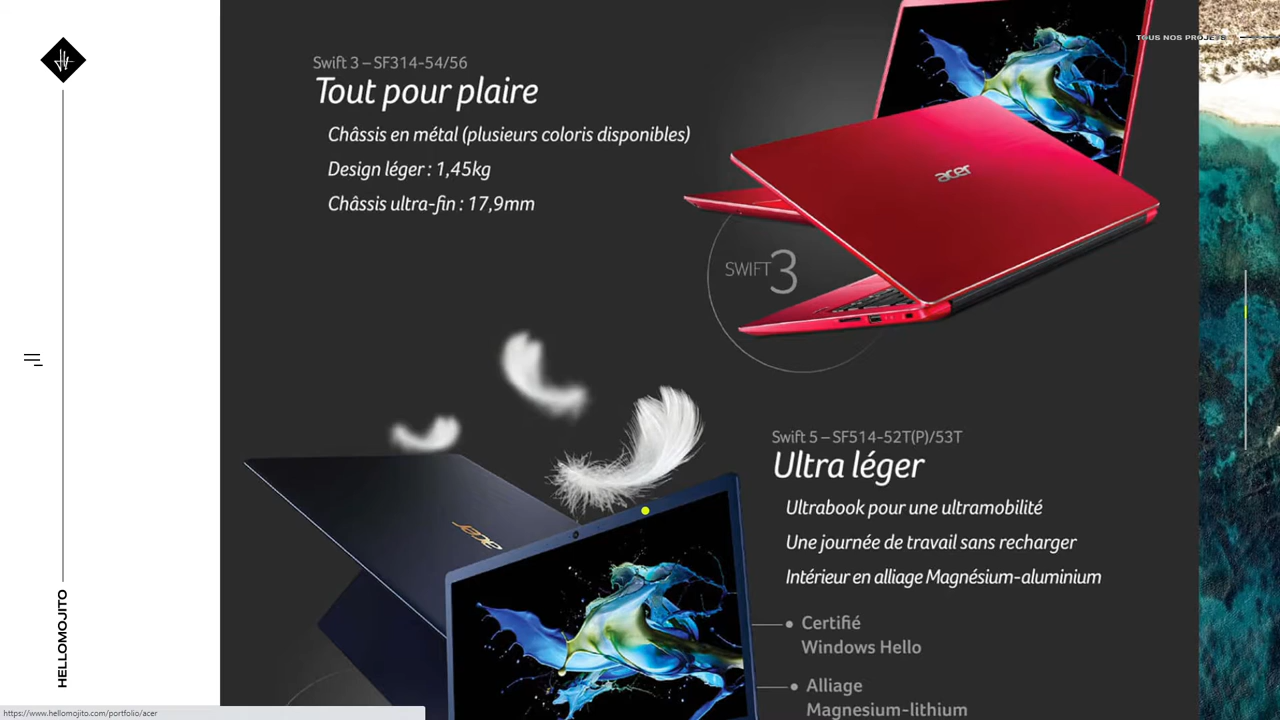 TOUS NOS PROJETS
Swift 3 – SF314-54/56
Tout pour plaire
Châssis en métal (plusieurs coloris disponibles)
Design léger : 1,45kg
Châssis ultra-fin : 17,9mm
acer
SWIFT 3
Swift 5 – SF514-52T(P)/53T
Ultra léger
Ultrabook pour une ultramobilité
Une journée de travail sans recharger
Intérieur en alliage Magnésium-aluminium
acer
Certifié
Windows Hello
Alliage
Magnesium-lithium
HELLOMOJITO
https://www.hellomojito.com/portfolio/acer